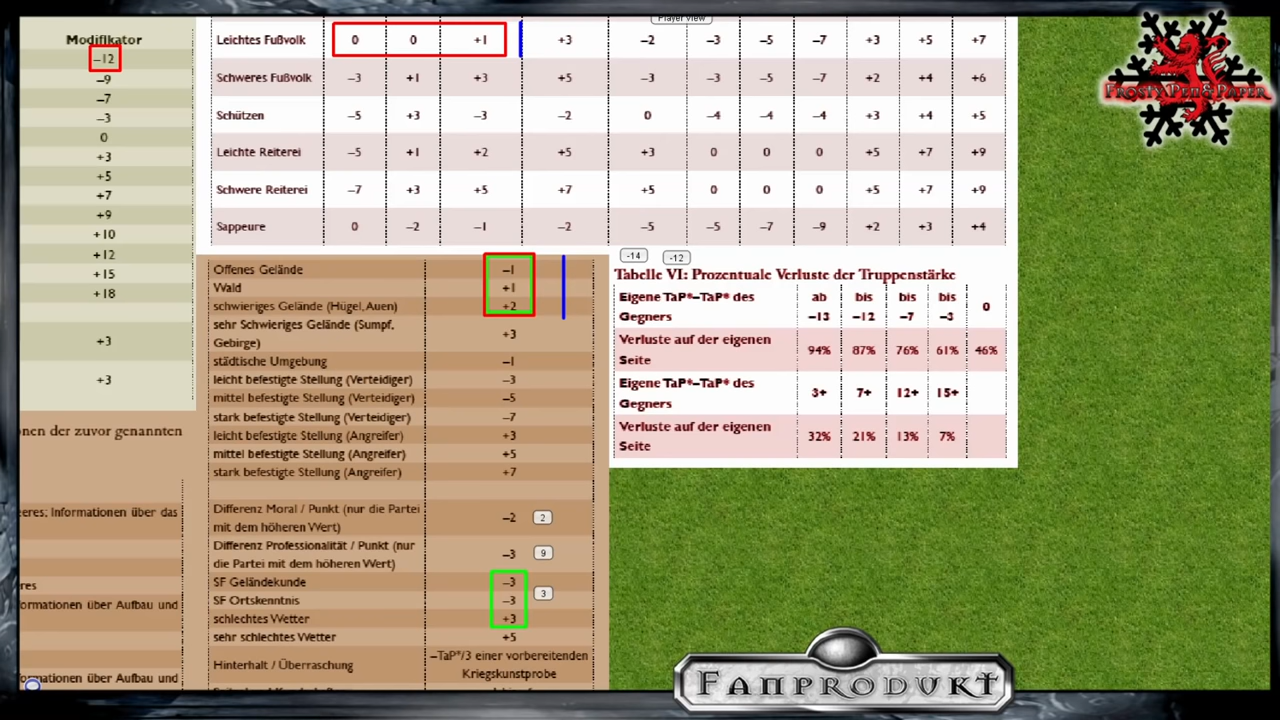 Player View
Modifikator
–12
–9
–7
–3
0
+3
+5
+7
+9
+10
+12
+15
+18
+3
+3
Leichtes Fußvolk 0 0 +1 +3 –2 –3 –5 –7 +3 +5 +7
Schweres Fußvolk –3 +1 +3 +5 –3 –3 –5 –7 +2 +4 +6
Schützen –5 +3 –3 –2 0 –4 –4 –4 +3 +4 +5
Leichte Reiterei –5 +1 +2 +5 +3 0 0 0 +5 +7 +9
Schwere Reiterei –7 +3 +5 +7 +5 0 0 0 +5 +7 +9
Sappeure 0 –2 –1 –2 –5 –5 –7 –9 +2 +3 +4
Frosty Pen & Paper
onen der zuvor genannten
eeres; Informationen über das
res
ormationen über Aufbau und
ormationen über Aufbau und
Offenes Gelände –1
Wald +1
schwieriges Gelände (Hügel, Auen) +2
sehr Schwieriges Gelände (Sumpf,
Gebirge) +3
städtische Umgebung –1
leicht befestigte Stellung (Verteidiger) –3
mittel befestigte Stellung (Verteidiger) –5
stark befestigte Stellung (Verteidiger) –7
leicht befestigte Stellung (Angreifer) +3
mittel befestigte Stellung (Angreifer) +5
stark befestigte Stellung (Angreifer) +7
Differenz Moral / Punkt (nur die Partei
mit dem höheren Wert) –2 2
Differenz Professionalität / Punkt (nur
die Partei mit dem höheren Wert) –3 9
SF Geländekunde –3
SF Ortskenntnis –3 3
schlechtes Wetter +3
sehr schlechtes Wetter +5
Hinterhalt / Überraschung –TaP*/3 einer vorbereitenden
Kriegskunstprobe
-14 -12
Tabelle VI: Prozentuale Verluste der Truppenstärke
Eigene TaP*–TaP* des
Gegners ab –13 bis –12 bis –7 bis –3 0
Verluste auf der eigenen
Seite 94% 87% 76% 61% 46%
Eigene TaP*–TaP* des
Gegners 3+ 7+ 12+ 15+
Verluste auf der eigenen
Seite 32% 21% 13% 7%
Fanprodukt